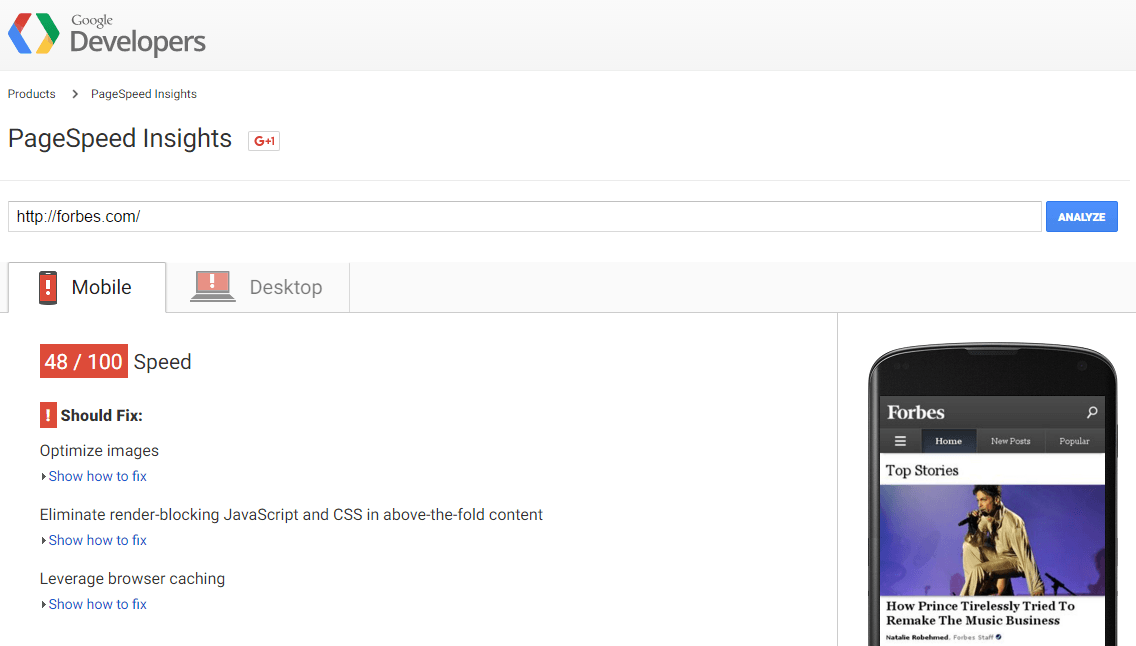 Google
Developers
Products > PageSpeed Insights
PageSpeed Insights G+1
http://forbes.com/ ANALYZE
! Mobile ! Desktop
48 / 100 Speed
! Should Fix:
Optimize images
Show how to fix
Eliminate render-blocking JavaScript and CSS in above-the-fold content
Show how to fix
Leverage browser caching
Show how to fix
Forbes
Home New Posts Popular
Top Stories
How Prince Tirelessly Tried To
Remake The Music Business
Natalie Robehmed, Forbes Staff